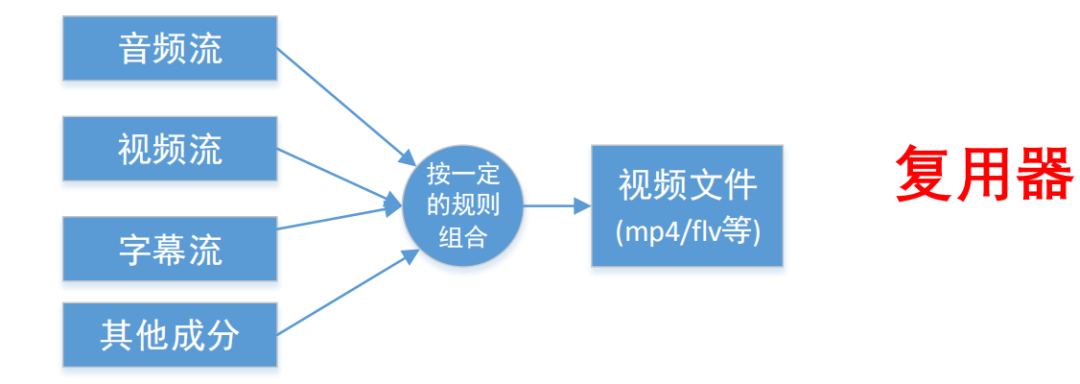 音频流
视频流
字幕流
其他成分
按一定
的规则
组合
视频文件
(mp4/flv等)
复用器